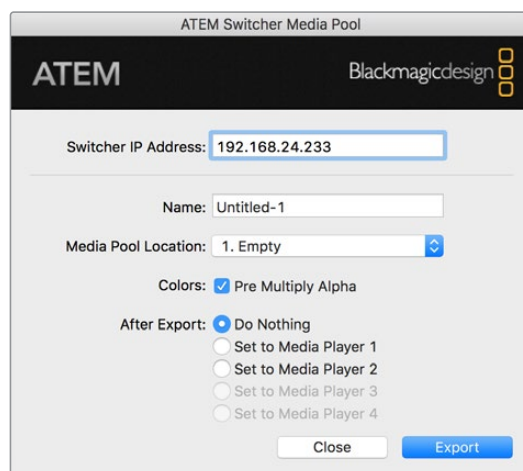 ATEM Switcher Media Pool
ATEM Blackmagicdesign
Switcher IP Address: 192.168.24.233
Name: Untitled-1
Media Pool Location: 1. Empty
Colors: Pre Multiply Alpha
After Export: Do Nothing
Set to Media Player 1
Set to Media Player 2
Set to Media Player 3
Set to Media Player 4
Close Export